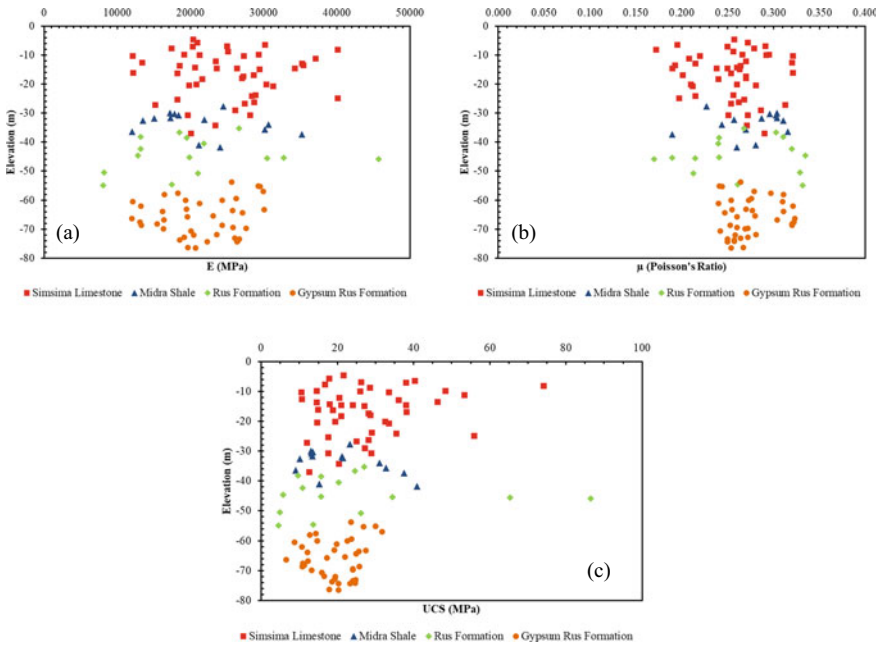 0 10000 20000 30000 40000 50000
0
-10
-20
-30
-40
-50
-60
-70
-80
Elevation (m)
(a)
E (MPa)
Simsima Limestone Midra Shale Rus Formation Gypsum Rus Formation
0.000 0.050 0.100 0.150 0.200 0.250 0.300 0.350 0.400
0
-10
-20
-30
-40
-50
-60
-70
-80
Elevation (m)
(b)
μ (Poisson's Ratio)
Simsima Limestone Midra Shale Rus Formation Gypsum Rus Formation
0 20 40 60 80 100
0
-10
-20
-30
-40
-50
-60
-70
-80
Elevation (m)
(c)
UCS (MPa)
Simsima Limestone Midra Shale Rus Formation Gypsum Rus Formation